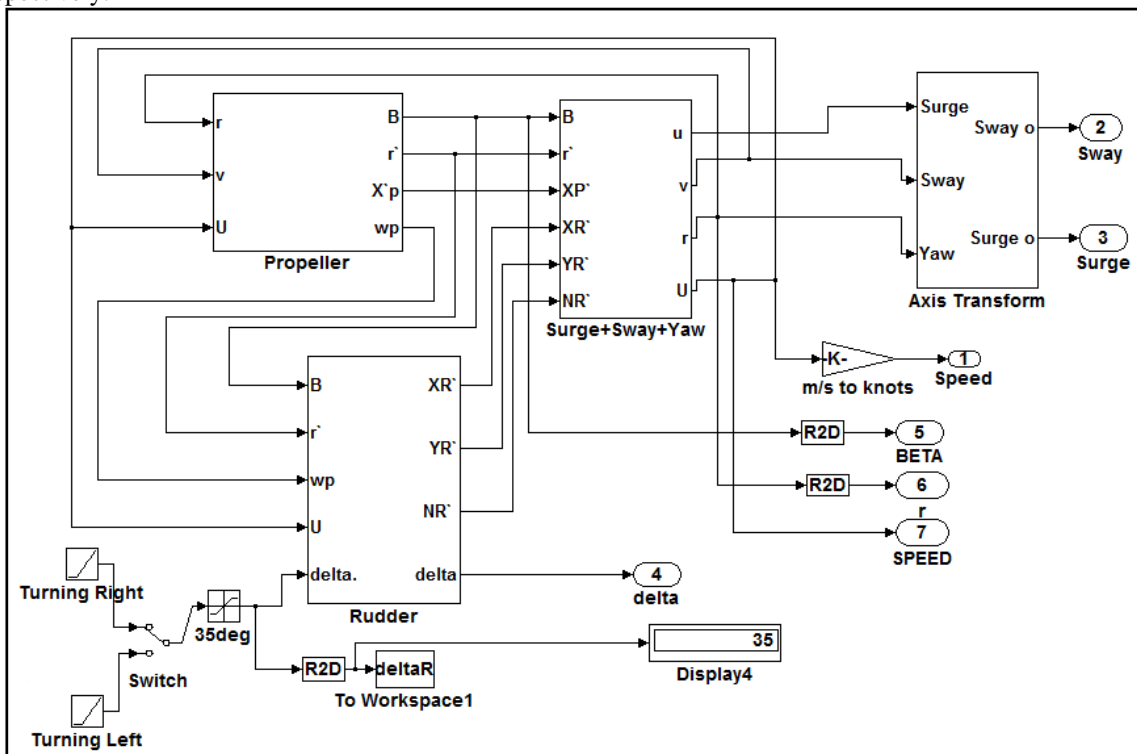 pectively.
r
v
U
B
r`
X`p
wp
Propeller
B
r`
XP`
XR`
YR`
NR`
u
v
r
U
Surge+Sway+Yaw
Surge
Sway
Yaw
Sway o
Surge o
Axis Transform
2
Sway
3
Surge
-K-
m/s to knots
1
Speed
R2D
5
BETA
R2D
6
r
7
SPEED
B
r`
wp
U
delta.
XR`
YR`
NR`
delta
Rudder
4
delta
Turning Right
Turning Left
Switch
35deg
R2D
deltaR
To Workspace1
35
Display4